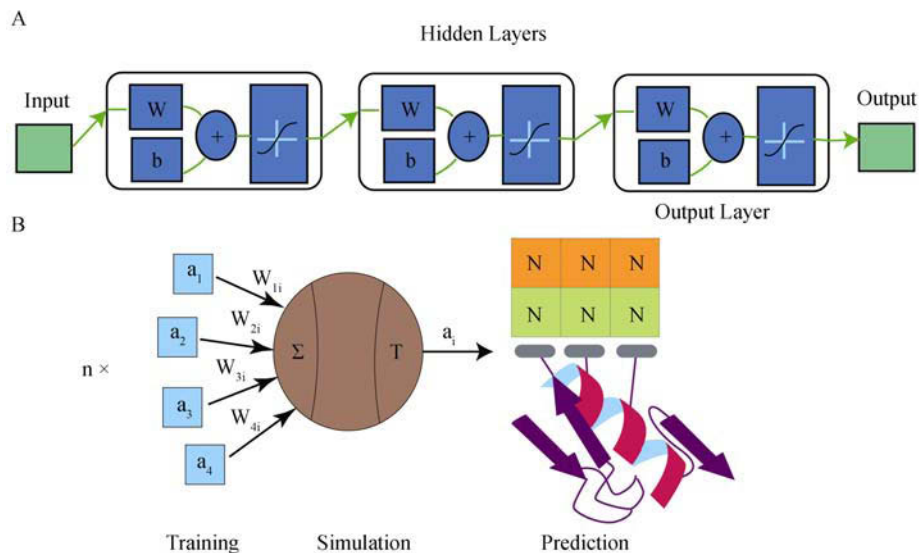 A
Hidden Layers
Input
Output
W
b
+
W
b
+
W
b
+
Output Layer
B
n ×
a1
a2
a3
a4
W1i
W2i
W3i
W4i
Σ
T
ai
N N N
N N N
Training
Simulation
Prediction